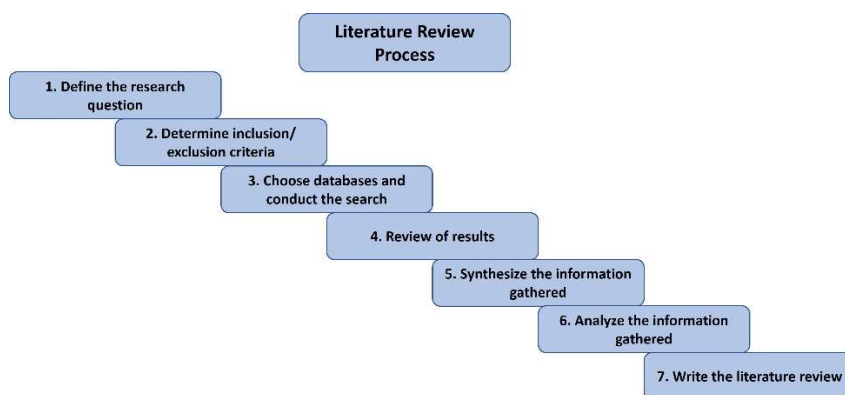 Literature Review
Process
1. Define the research
question
2. Determine inclusion/
exclusion criteria
3. Choose databases and
conduct the search
4. Review of results
5. Synthesize the information
gathered
6. Analyze the information
gathered
7. Write the literature review